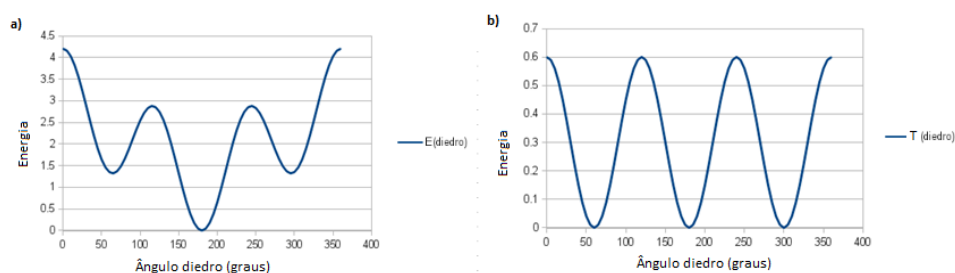 a)
4.5
4
3.5
3
2.5
2
1.5
1
0.5
0
0 50 100 150 200 250 300 350 400
Energia
Ângulo diedro (graus)
E(diedro)
b)
0.7
0.6
0.5
0.4
0.3
0.2
0.1
0
0 50 100 150 200 250 300 350 400
Energia
Ângulo diedro (graus)
T (diedro)